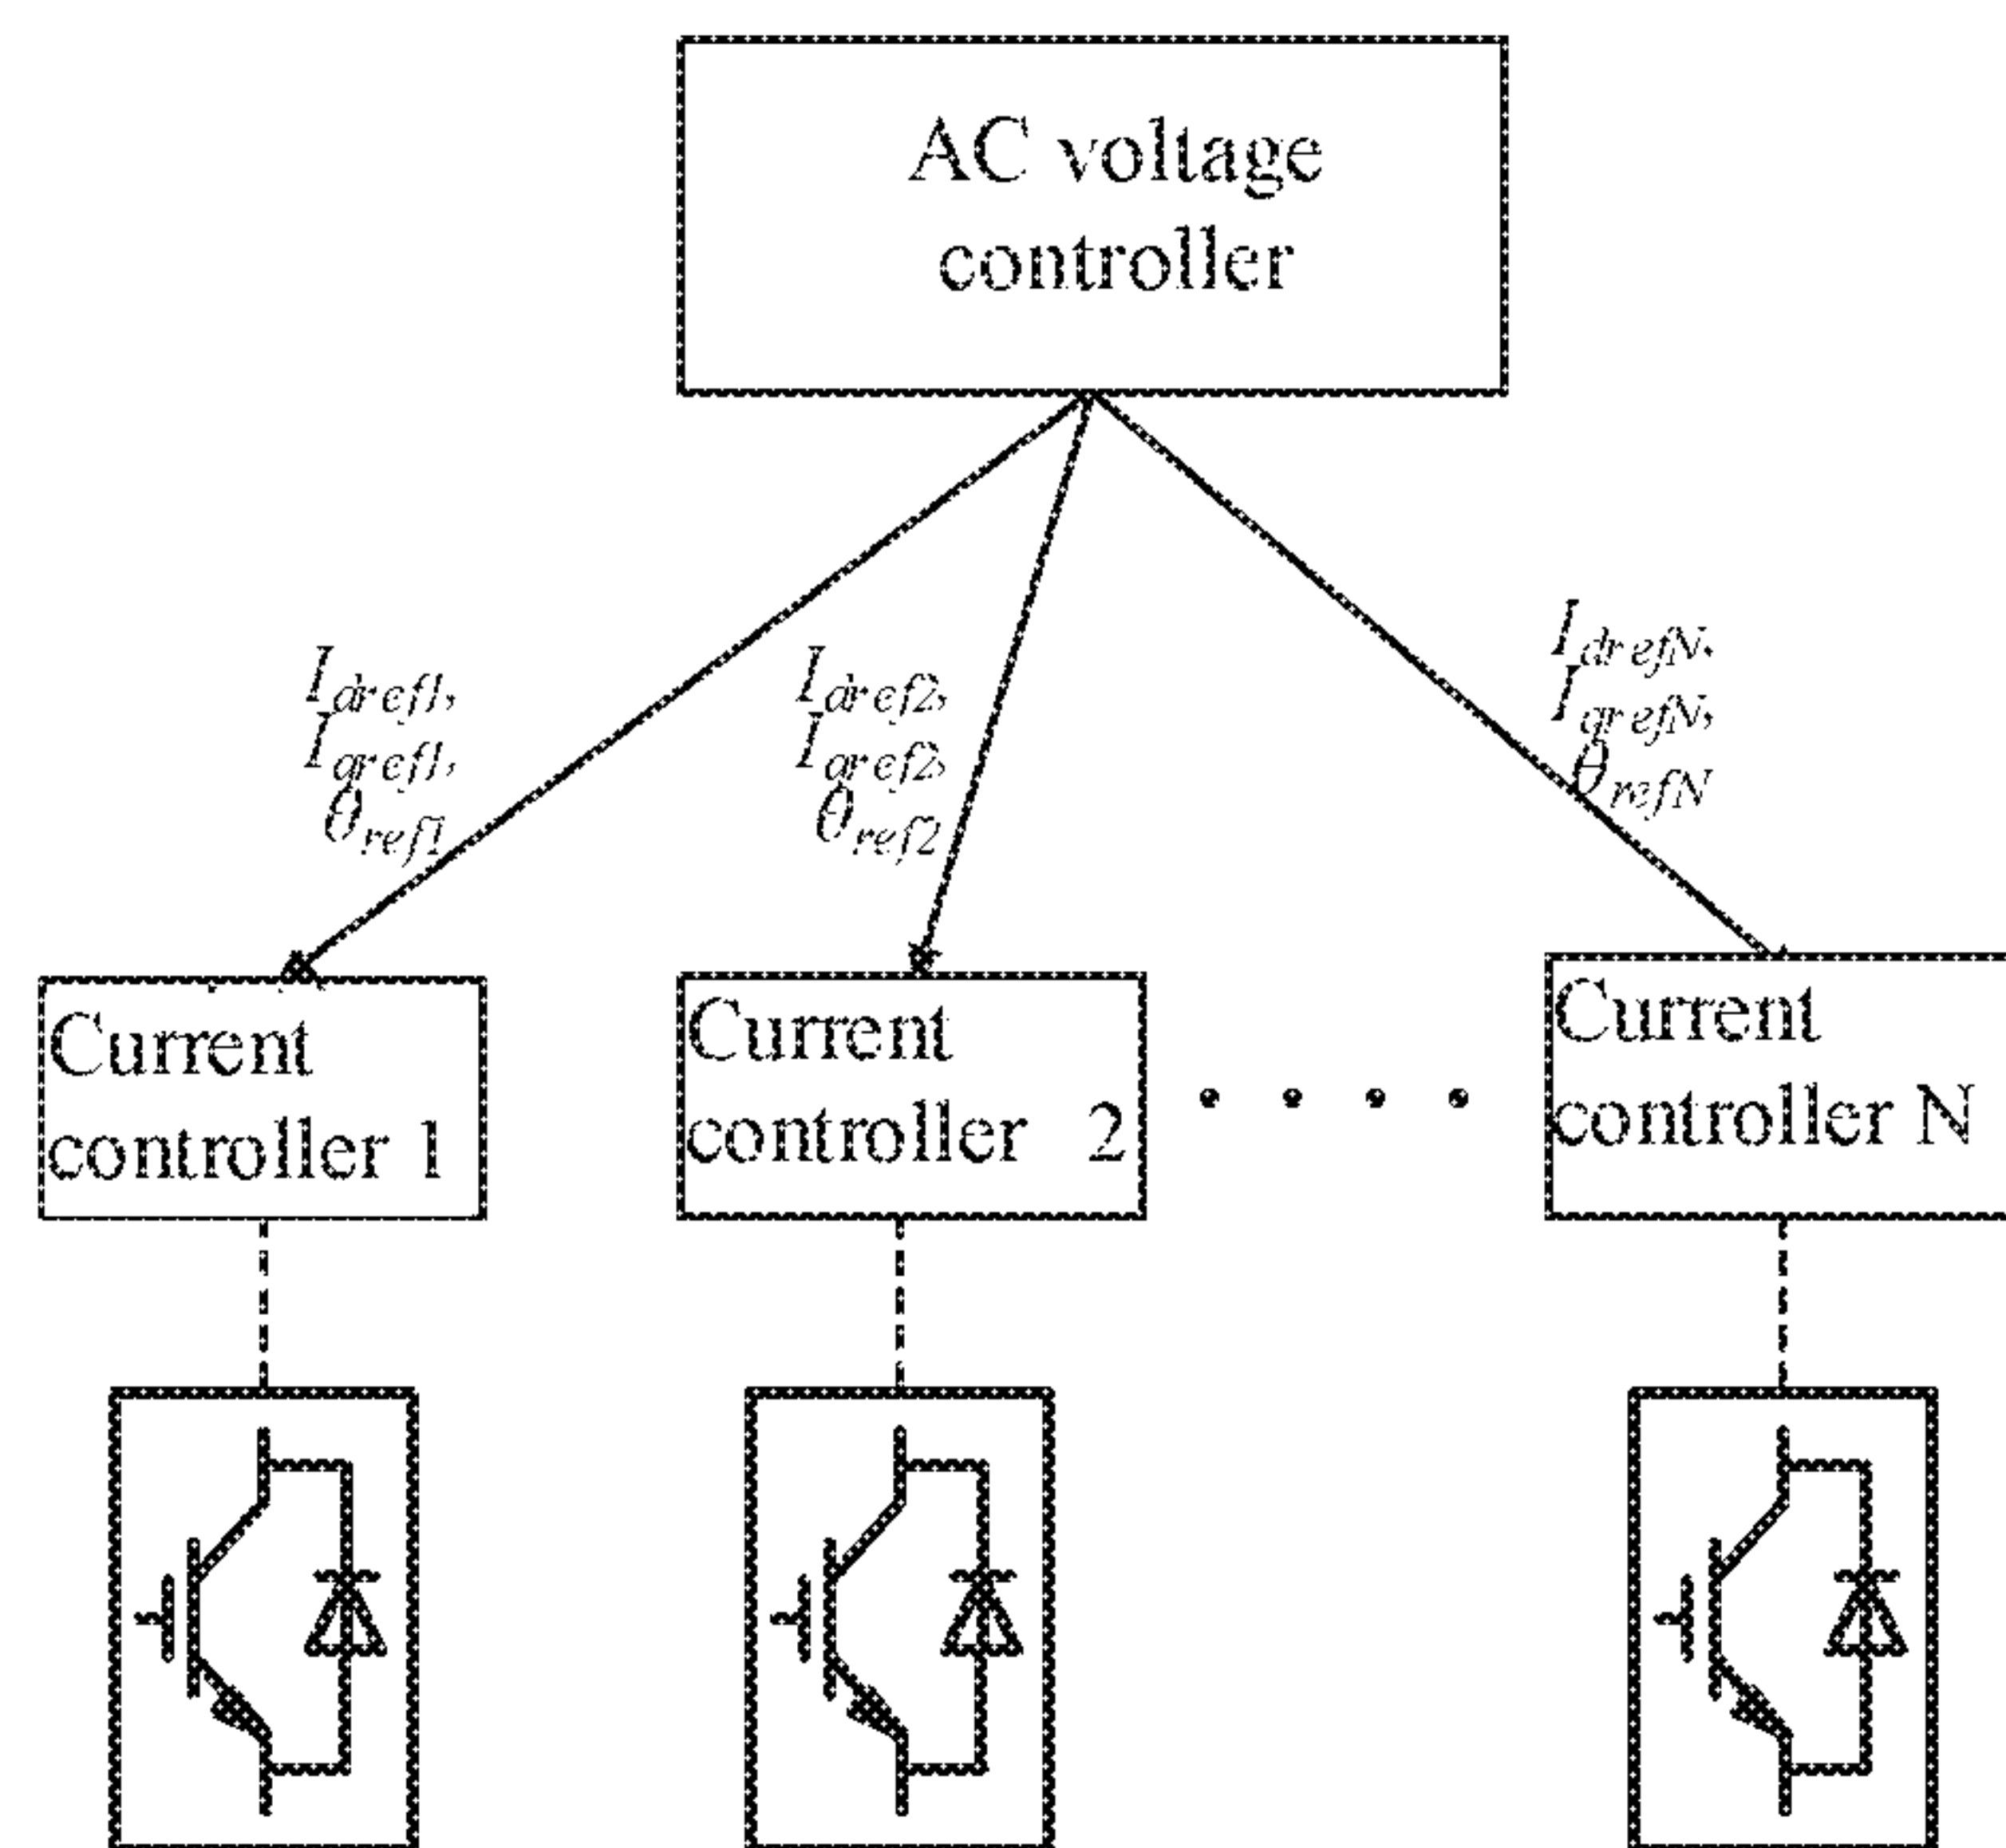 AC voltage
controller
I_dref1,
I_qref1,
θ_ref1
I_dref2,
I_qref2,
θ_ref2
I_drefN,
I_qrefN,
θ_refN
Current
controller 1
Current
controller 2
Current
controller N